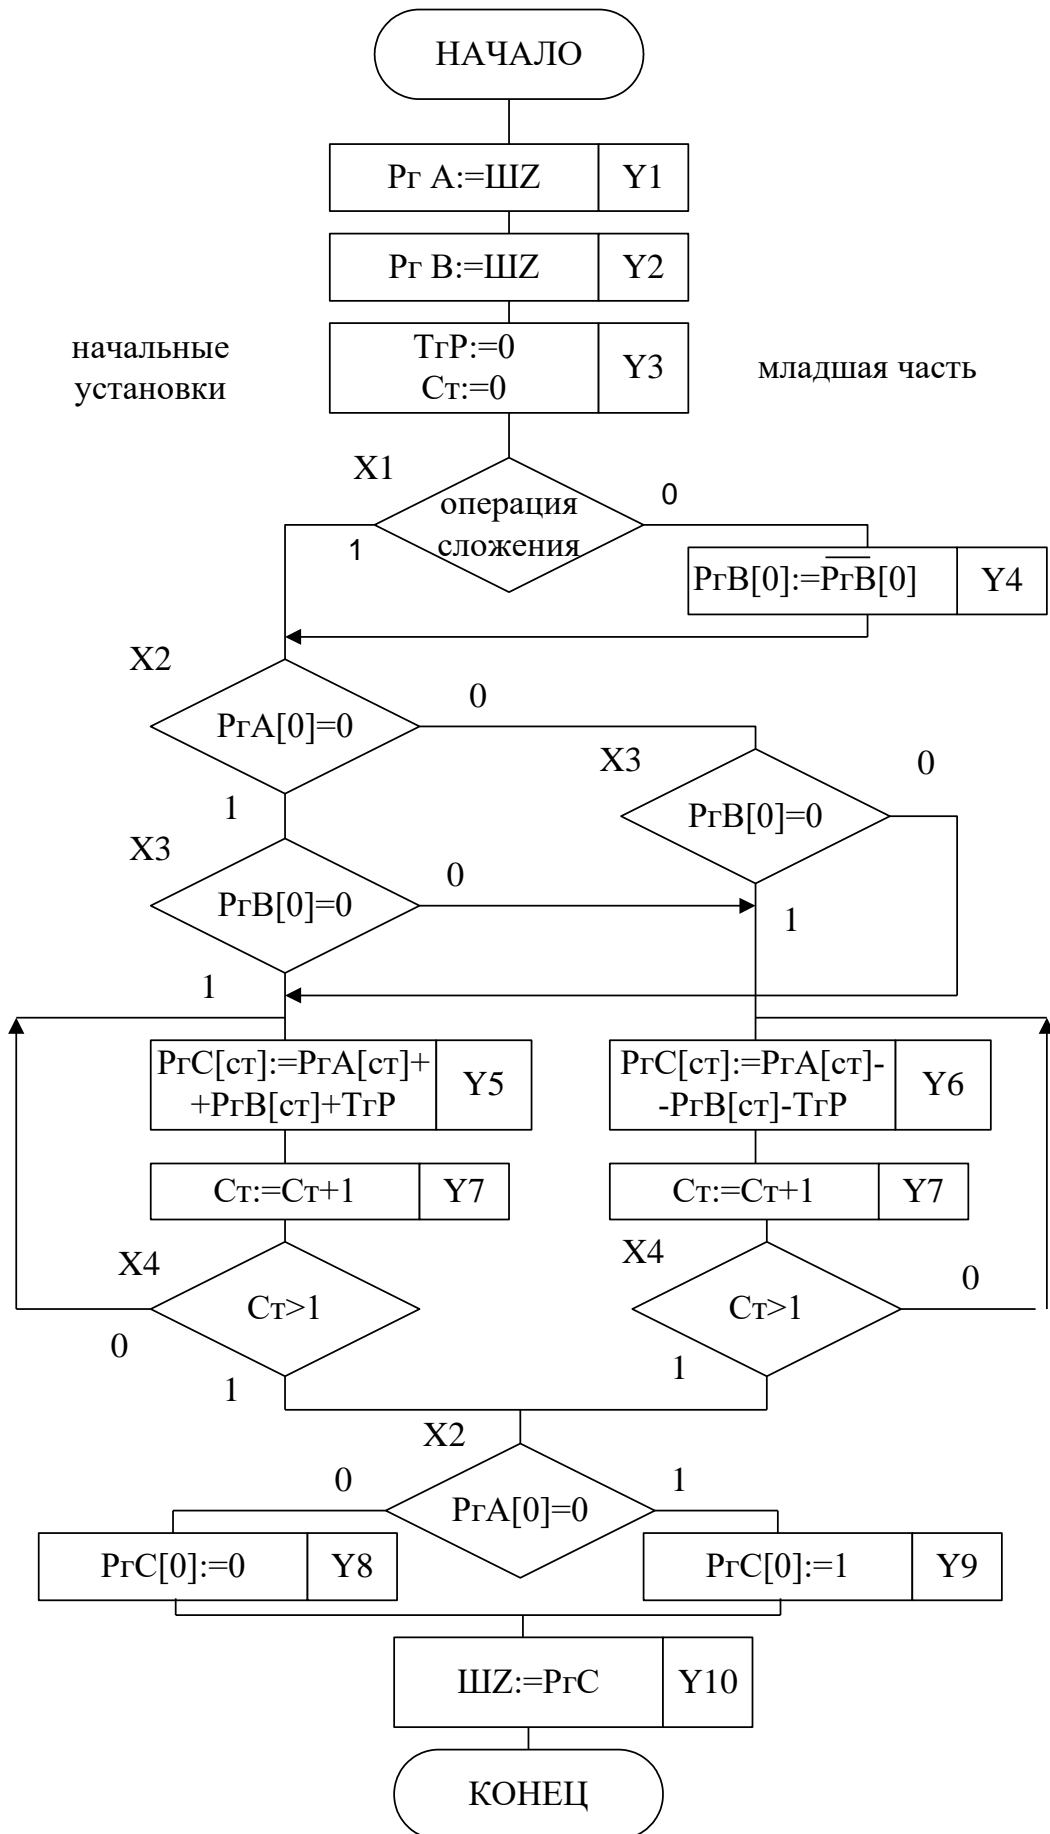 НАЧАЛО
Рг А:=ШZ Y1
Рг В:=ШZ Y2
начальные
установки
ТгР:=0
Ст:=0
Y3
младшая часть
X1
операция
сложения
1
0
РгВ[0]:=Р̅г̅В̅[0] Y4
X2
РгА[0]=0
0
1
X3
РгВ[0]=0
0
X3
РгВ[0]=0
0
1
1
РгС[ст]:=РгА[ст]+
+РгВ[ст]+ТгР
Y5
РгС[ст]:=РгА[ст]-
-РгВ[ст]-ТгР
Y6
Ст:=Ст+1 Y7
Ст:=Ст+1 Y7
X4
Ст>1
0
1
X4
Ст>1
0
1
X2
РгА[0]=0
0
1
РгС[0]:=0 Y8
РгС[0]:=1 Y9
ШZ:=РгС Y10
КОНЕЦ